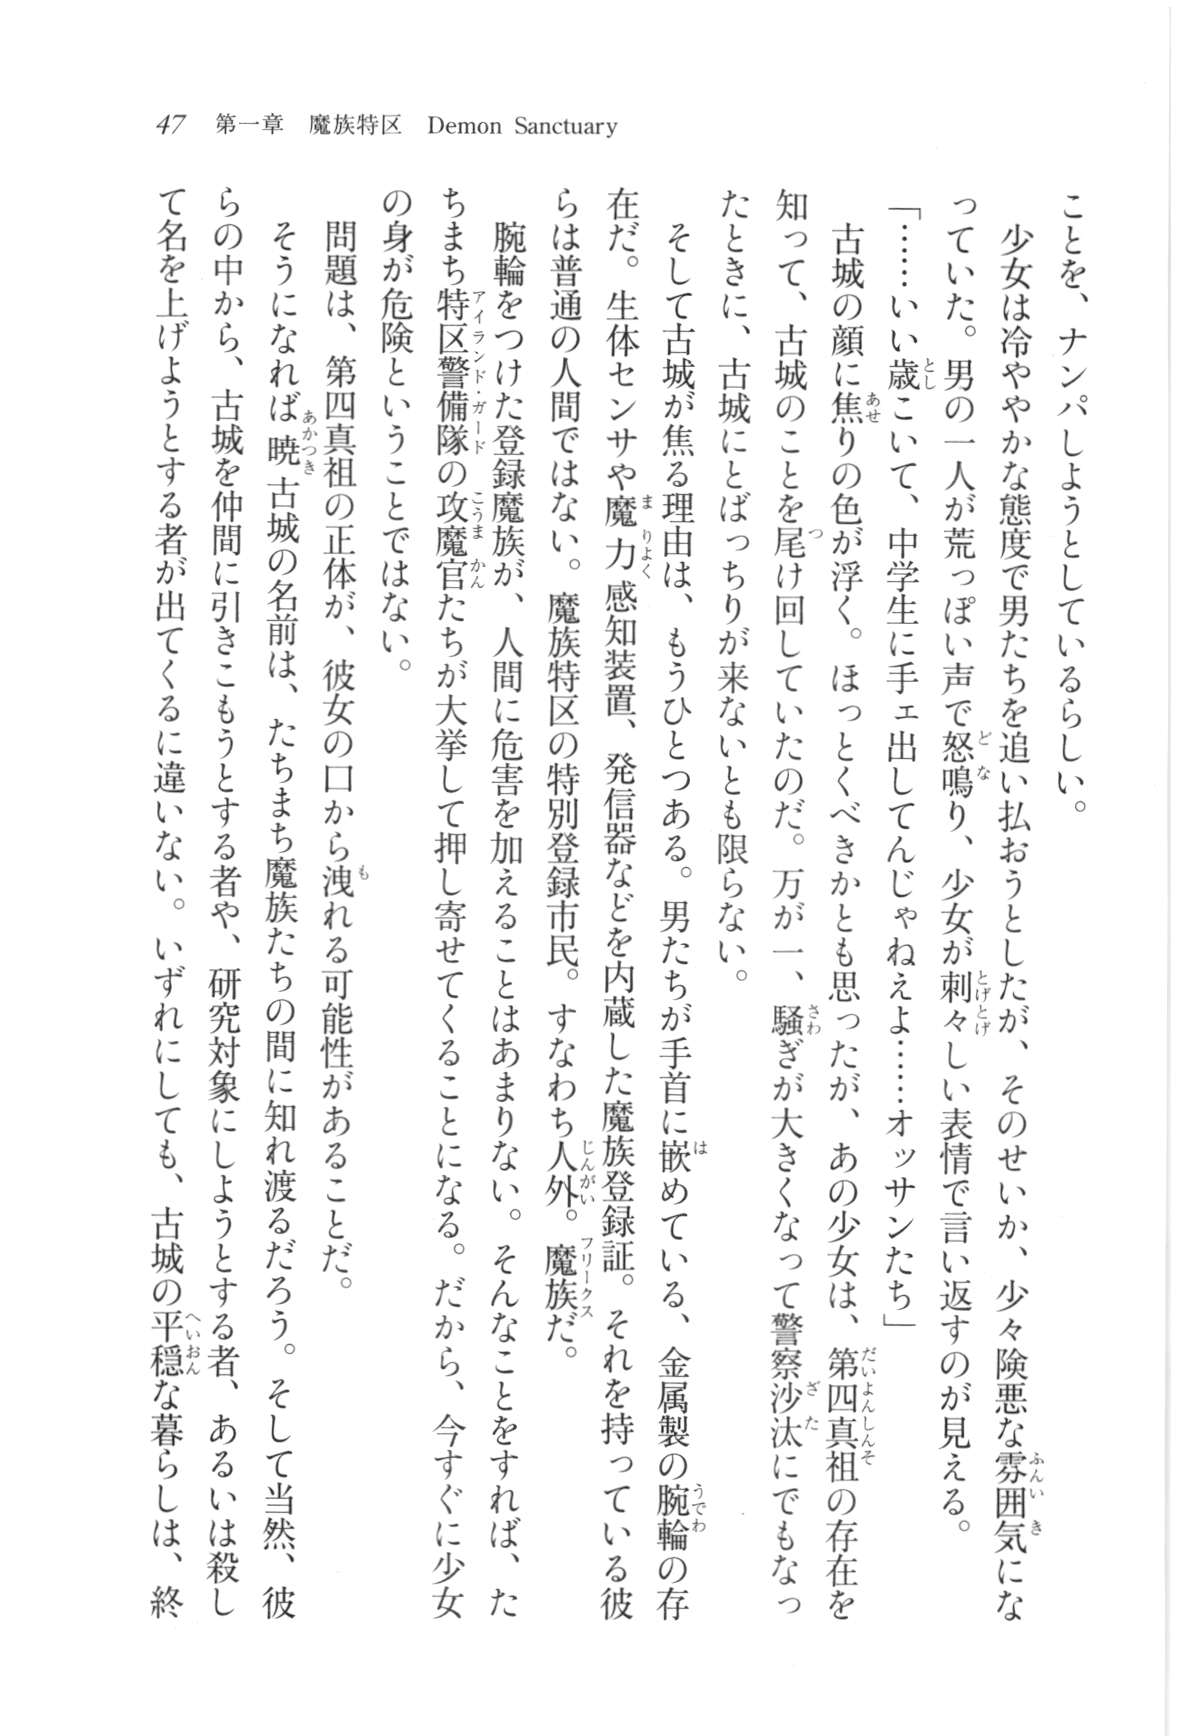 47　第一章　魔族特区　Demon Sanctuary
ことを、ナンパしようとしているらしい。
　少女は冷ややかな態度で男たちを追い払おうとしたが、そのせいか、少々険悪な雰囲気にな
っていた。男の一人が荒っぽい声で怒鳴り、少女が刺々しい表情で言い返すのが見える。
「……いい歳こいて、中学生に手ェ出してんじゃねえよ……オッサンたち」
　古城の顔に焦りの色が浮く。ほっとくべきかとも思ったが、あの少女は、第四真祖の存在を
知って、古城のことを尾け回していたのだ。万が一、騒ぎが大きくなって警察沙汰にでもなっ
たときに、古城にとばっちりが来ないとも限らない。
　そして古城が焦る理由は、もうひとつある。男たちが手首に嵌めている、金属製の腕輪の存
在だ。生体センサや魔力感知装置、発信器などを内蔵した魔族登録証。それを持っている彼
らは普通の人間ではない。魔族特区の特別登録市民。すなわち人外。魔族だ。
　腕輪をつけた登録魔族が、人間に危害を加えることはあまりない。そんなことをすれば、た
ちまち特区警備隊の攻魔官たちが大挙して押し寄せてくることになる。だから、今すぐに少女
の身が危険ということではない。
　問題は、第四真祖の正体が、彼女の口から洩れる可能性があることだ。
　そうになれば暁古城の名前は、たちまち魔族たちの間に知れ渡るだろう。そして当然、彼
らの中から、古城を仲間に引きこもうとする者や、研究対象にしようとする者、あるいは殺し
て名を上げようとする者が出てくるに違いない。いずれにしても、古城の平穏な暮らしは、終